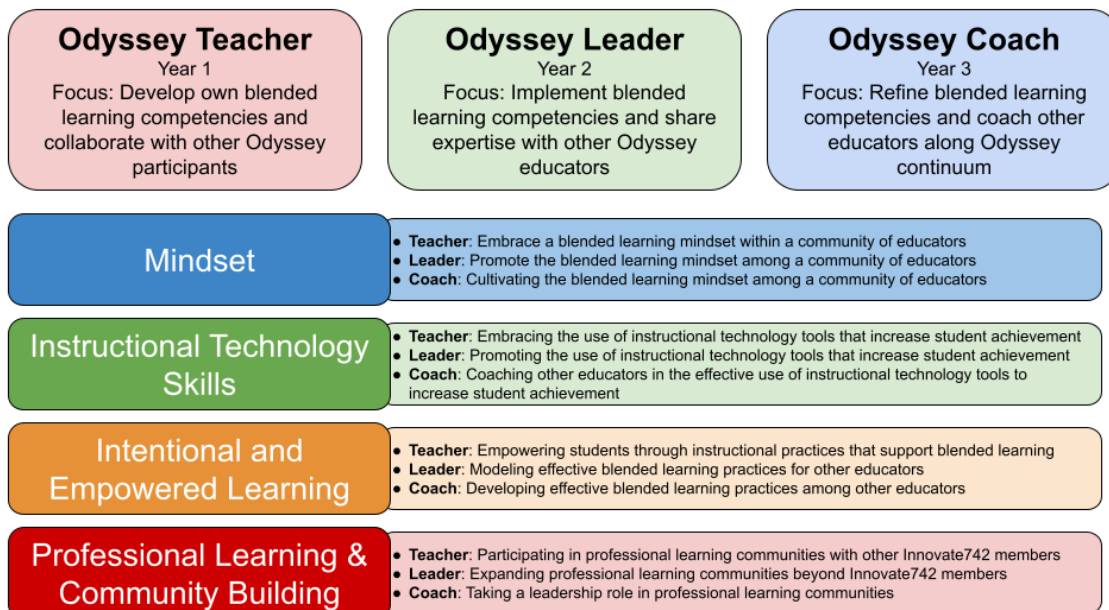 Odyssey Teacher
Year 1
Focus: Develop own blended
learning competencies and
collaborate with other Odyssey
participants
Odyssey Leader
Year 2
Focus: Implement blended
learning competencies and share
expertise with other Odyssey
educators
Odyssey Coach
Year 3
Focus: Refine blended learning
competencies and coach other
educators along Odyssey
continuum
Mindset
● Teacher: Embrace a blended learning mindset within a community of educators
● Leader: Promote the blended learning mindset among a community of educators
● Coach: Cultivating the blended learning mindset among a community of educators
Instructional Technology
Skills
● Teacher: Embracing the use of instructional technology tools that increase student achievement
● Leader: Promoting the use of instructional technology tools that increase student achievement
● Coach: Coaching other educators in the effective use of instructional technology tools to
increase student achievement
Intentional and
Empowered Learning
● Teacher: Empowering students through instructional practices that support blended learning
● Leader: Modeling effective blended learning practices for other educators
● Coach: Developing effective blended learning practices among other educators
Professional Learning &
Community Building
● Teacher: Participating in professional learning communities with other Innovate742 members
● Leader: Expanding professional learning communities beyond Innovate742 members
● Coach: Taking a leadership role in professional learning communities